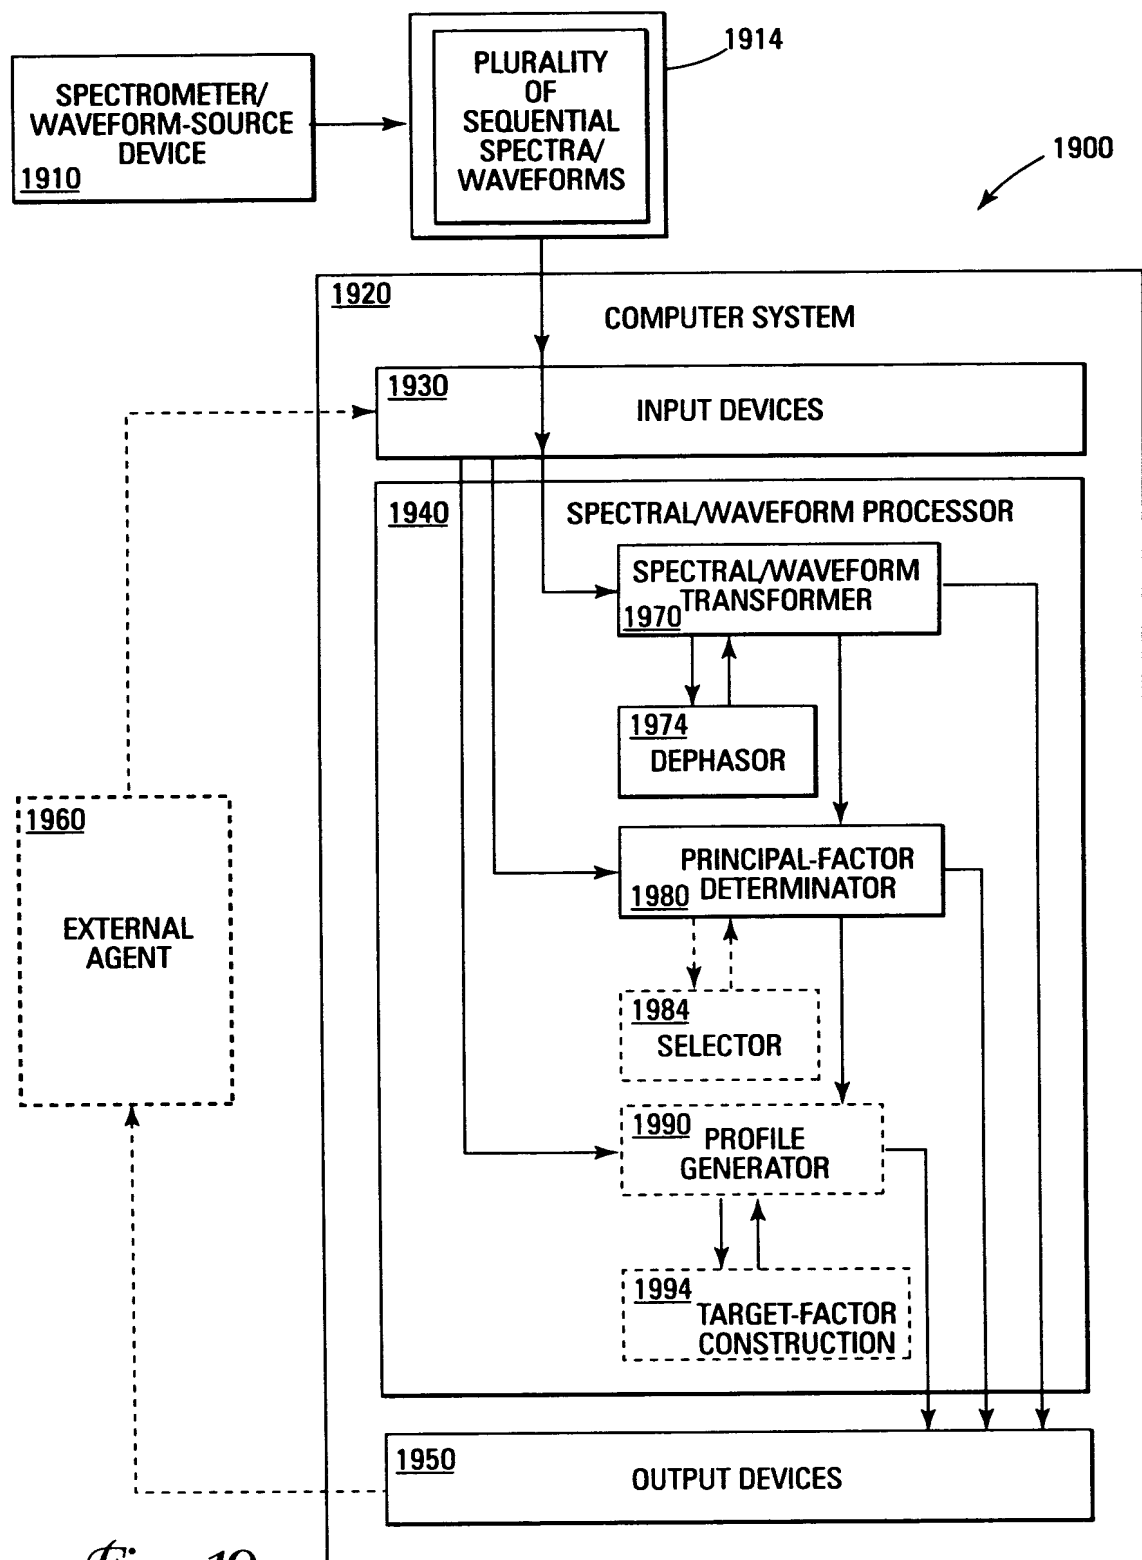 PLURALITY
OF
SEQUENTIAL
SPECTRA/
WAVEFORMS
1914
SPECTROMETER/
WAVEFORM-SOURCE
DEVICE
1910
1900
1920
COMPUTER SYSTEM
1930
INPUT DEVICES
1940
SPECTRAL/WAVEFORM PROCESSOR
SPECTRAL/WAVEFORM
TRANSFORMER
1970
1974
DEPHASOR
1960
EXTERNAL
AGENT
PRINCIPAL-FACTOR
DETERMINATOR
1980
1984
SELECTOR
1990
PROFILE
GENERATOR
1994
TARGET-FACTOR
CONSTRUCTION
1950
OUTPUT DEVICES